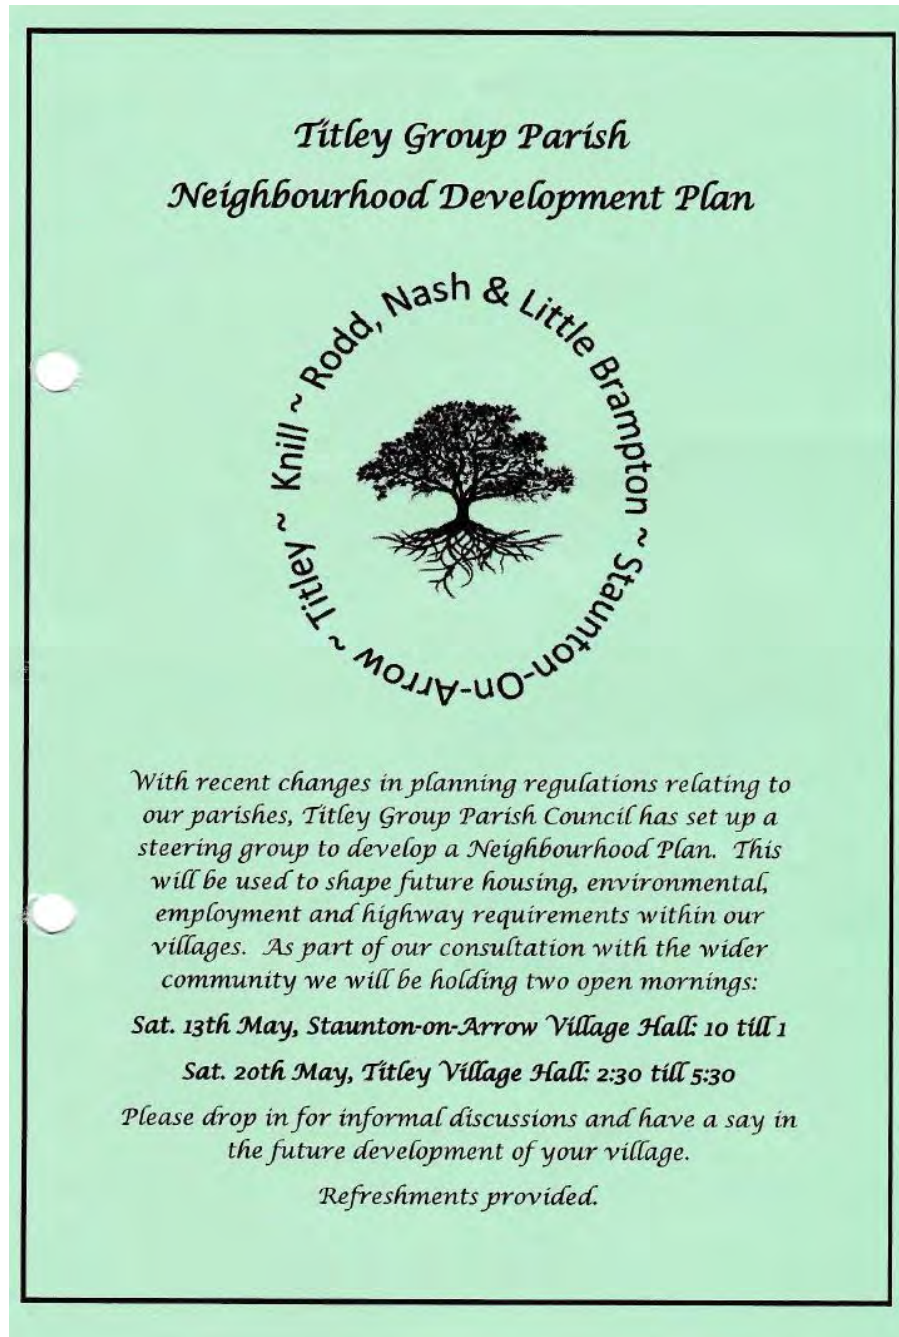 Titley Group Parish
Neighbourhood Development Plan
Titley ~ Knill ~ Rodd, Nash & Little Brampton ~ Staunton-On-Arrow ~
With recent changes in planning regulations relating to
our parishes, Titley Group Parish Council has set up a
steering group to develop a Neighbourhood Plan. This
will be used to shape future housing, environmental,
employment and highway requirements within our
villages. As part of our consultation with the wider
community we will be holding two open mornings:
Sat. 13th May, Staunton-on-Arrow Village Hall: 10 till 1
Sat. 20th May, Titley Village Hall: 2:30 till 5:30
Please drop in for informal discussions and have a say in
the future development of your village.
Refreshments provided.